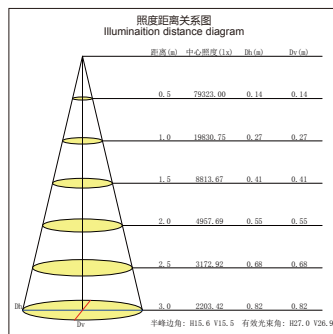 照度距离关系图
Illuminaition distance diagram
距离(m) 中心照度(lx) Dh(m) Dv(m)
0.5 79323.00 0.14 0.14
1.0 19830.75 0.27 0.27
1.5 8813.67 0.41 0.41
2.0 4957.69 0.55 0.55
2.5 3172.92 0.68 0.68
3.0 2203.42 0.82 0.82
Dh
Dv
半峰边角: H15.6 V15.5 有效光束角: H27.0 V26.9